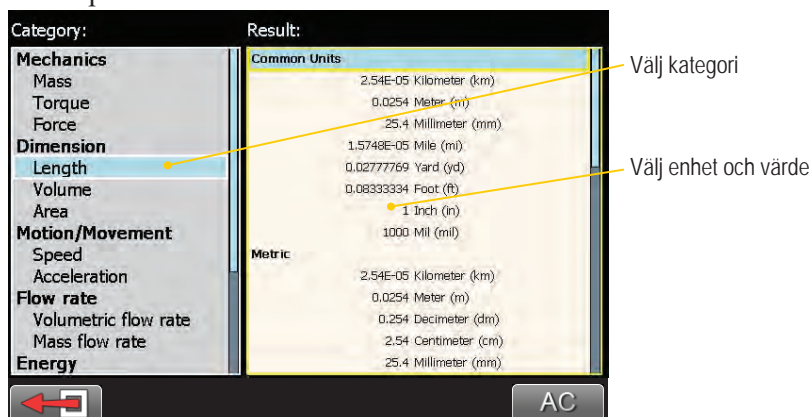 Category:
Mechanics
Mass
Torque
Force
Dimension
Length
Volume
Area
Motion/Movement
Speed
Acceleration
Flow rate
Volumetric flow rate
Mass flow rate
Energy
Result:
Common Units
2.54E-05 Kilometer (km)
0.0254 Meter (m)
25.4 Millimeter (mm)
1.5748E-05 Mile (mi)
0.02777769 Yard (yd)
0.08333334 Foot (ft)
1 Inch (in)
1000 Mil (mil)
Metric
2.54E-05 Kilometer (km)
0.0254 Meter (m)
0.254 Decimeter (dm)
2.54 Centimeter (cm)
25.4 Millimeter (mm)
AC
Välj kategori
Välj enhet och värde